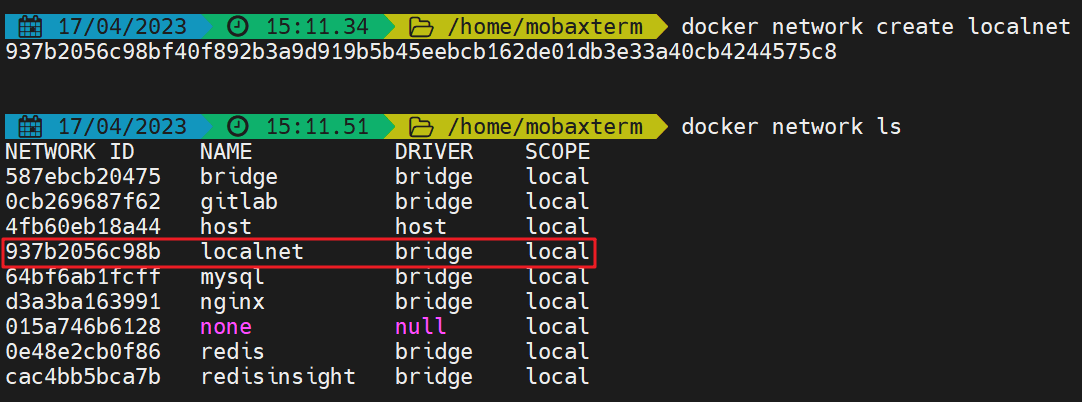 17/04/2023 15:11.34 /home/mobaxterm docker network create localnet
937b2056c98bf40f892b3a9d919b5b45eebcb162de01db3e33a40cb4244575c8
17/04/2023 15:11.51 /home/mobaxterm docker network ls
NETWORK ID NAME DRIVER SCOPE
587ebcb20475 bridge bridge local
0cb269687f62 gitlab bridge local
4fb60eb18a44 host host local
937b2056c98b localnet bridge local
64bf6ab1fcff mysql bridge local
d3a3ba163991 nginx bridge local
015a746b6128 none null local
0e48e2cb0f86 redis bridge local
cac4bb5bca7b redisinsight bridge local